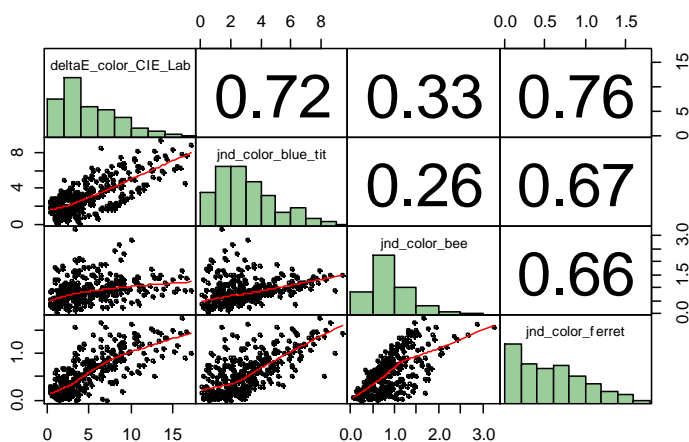 0 2 4 6 8
0.0 0.5 1.0 1.5
deltaE_color_CIE_Lab
0.72
0.33
0.76
0 5 10 15
0 4 8
jnd_color_blue_tit
0.26
0.67
jnd_color_bee
0.66
0.0 1.5 3.0
0.0 1.0
jnd_color_ferret
0 5 10 15
0.0 1.0 2.0 3.0